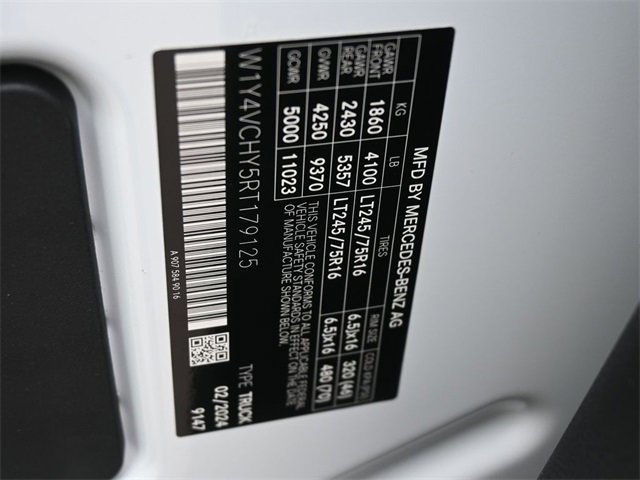 MFD BY MERCEDES-BENZ AG
KG LB TIRES RIM SIZE COLD KPA (PSI)
GAWR FRONT 1860 4100 LT245/75R16 6.5Jx16 320 (46)
GAWR REAR 2430 5357 LT245/75R16 6.5Jx16 480 (70)
GVWR 4250 9370
GCWR 5000 11023
THIS VEHICLE CONFORMS TO ALL APPLICABLE FEDERAL
VEHICLE SAFETY STANDARDS IN EFFECT ON THE DATE
OF MANUFACTURE SHOWN BELOW.
W1Y4VCHY5RT179125
TYPE TRUCK
02/2024
9147
A 907 584 90 16